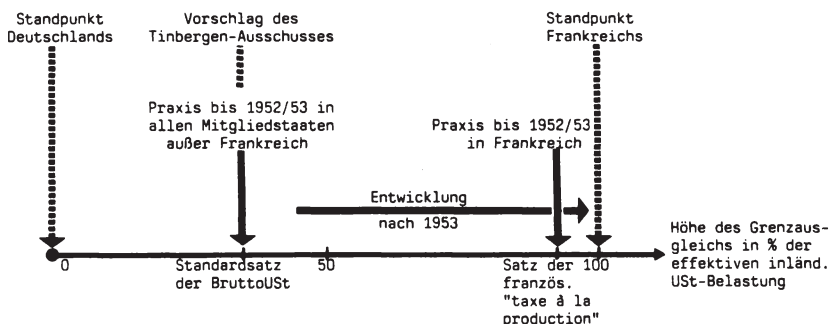 Standpunkt
Deutschlands
Vorschlag des
Tinbergen-Ausschusses
Standpunkt
Frankreichs
Praxis bis 1952/53 in
allen Mitgliedstaaten
außer Frankreich
Praxis bis 1952/53
in Frankreich
Entwicklung
nach 1953
0
Standardsatz
der BruttoUSt
50
Satz der
französ.
"taxe à la
production"
100
Höhe des Grenzaus-
gleichs in % der
effektiven inländ.
USt-Belastung